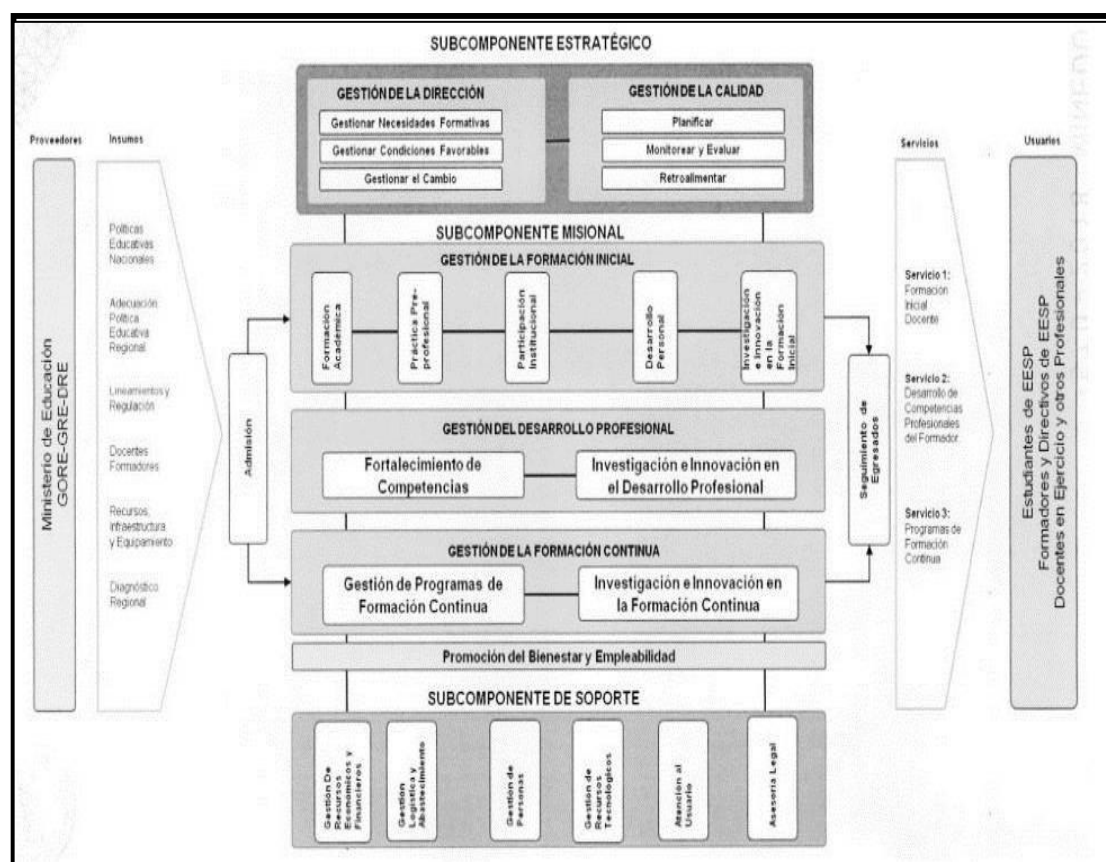 SUBCOMPONENTE ESTRATÉGICO
GESTIÓN DE LA DIRECCIÓN
Gestionar Necesidades Formativas
Gestionar Condiciones Favorables
Gestionar el Cambio
GESTIÓN DE LA CALIDAD
Planificar
Monitorear y Evaluar
Retroalimentar
Proveedores
Ministerio de Educación
GORE-GRE-DRE
Insumos
Políticas
Educativas
Nacionales
Adecuación
Política
Educativa
Regional
Lineamientos y
Regulación
Docentes
Formadores
Recursos,
Infraestructura
y Equipamiento
Diagnóstico
Regional
Admisión
SUBCOMPONENTE MISIONAL
GESTIÓN DE LA FORMACIÓN INICIAL
Formación
Académica
Práctica Pre-
profesional
Participación
Institucional
Desarrollo
Personal
Investigación
e Innovación
en la
Formación
Inicial
GESTIÓN DEL DESARROLLO PROFESIONAL
Fortalecimiento de
Competencias
Investigación e Innovación en
el Desarrollo Profesional
GESTIÓN DE LA FORMACIÓN CONTINUA
Gestión de Programas de
Formación Continua
Investigación e Innovación en
la Formación Continua
Promoción del Bienestar y Empleabilidad
SUBCOMPONENTE DE SOPORTE
Gestión De
Recursos
Económicos y
Financieros
Gestión
Logística y
Abastecimiento
Gestión de
Personas
Gestión de
Recursos
Tecnológicos
Atención al
Usuario
Asesoría Legal
Seguimiento de
Egresados
Servicios
Servicio 1:
Formación
Inicial
Docente
Servicio 2:
Desarrollo de
Competencias
Profesionales
del Formador
Servicio 3:
Programas de
Formación
Continua
Usuarios
Estudiantes de EESP
Formadores y Directivos de EESP
Docentes en Ejercicio y otros Profesionales